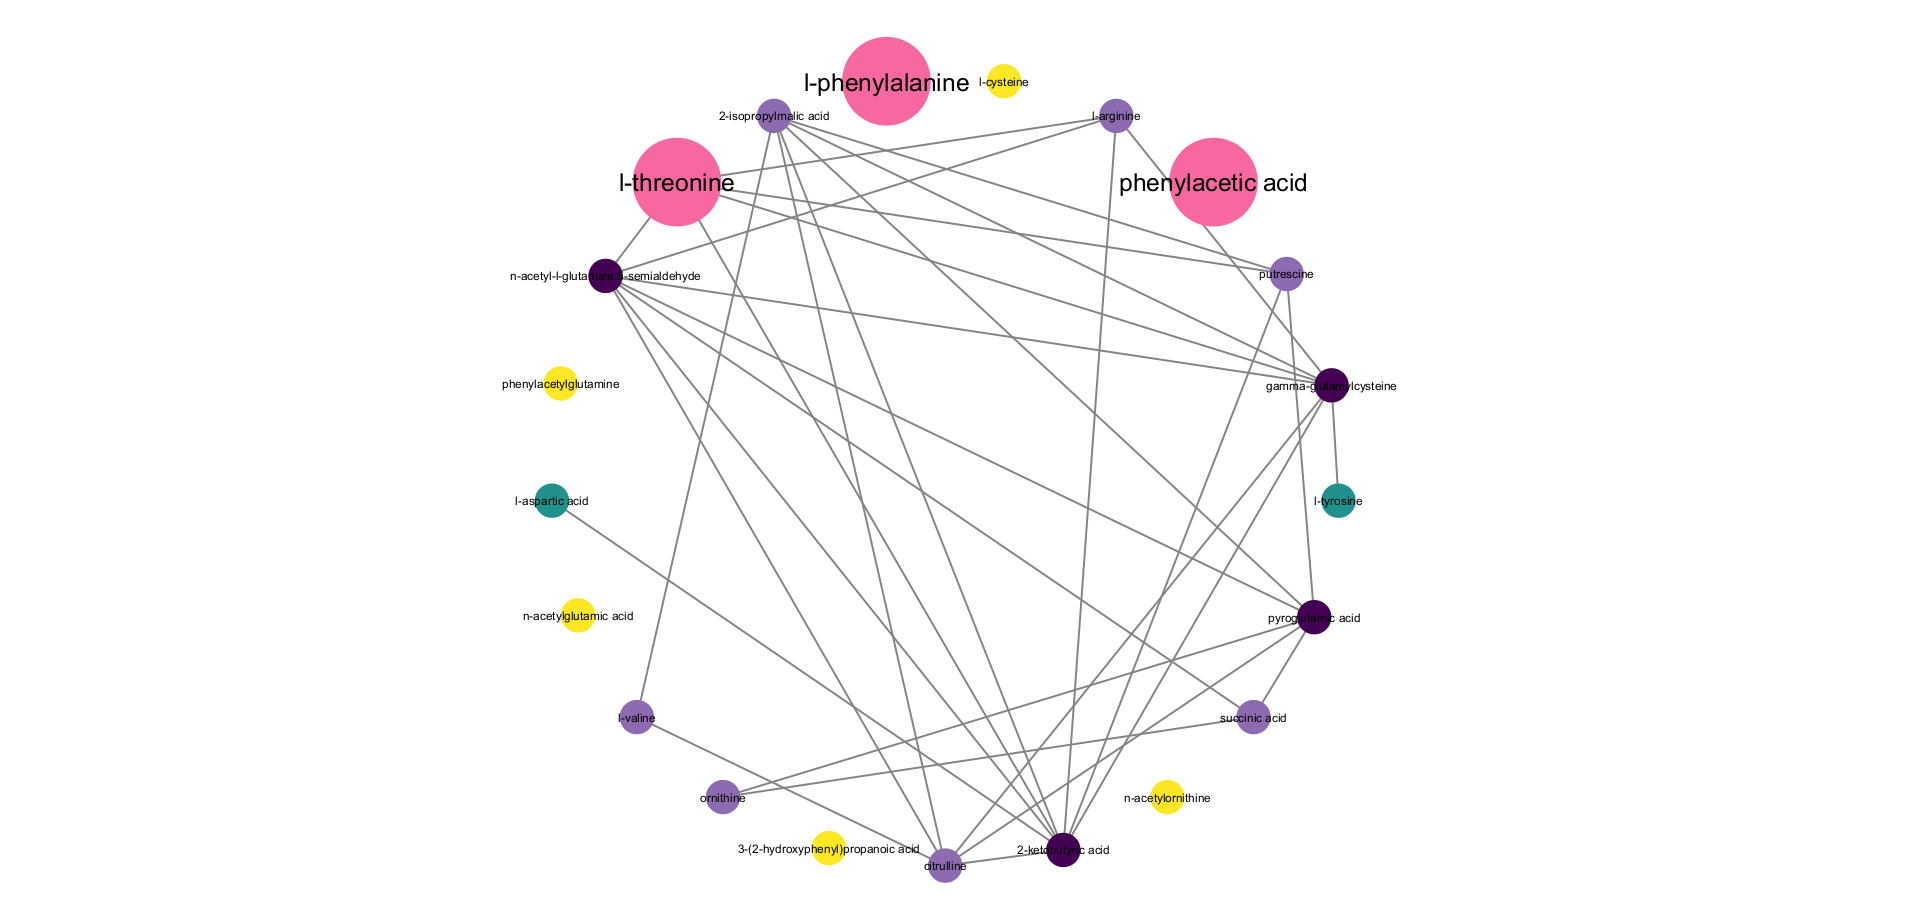 l-phenylalanine
l-cysteine
2-isopropylmalic acid
l-arginine
l-threonine
phenylacetic acid
n-acetyl-l-glutamate 5-semialdehyde
putrescine
phenylacetylglutamine
gamma-glutamylcysteine
l-aspartic acid
l-tyrosine
n-acetylglutamic acid
pyroglutamic acid
l-valine
succinic acid
ornithine
n-acetylornithine
3-(2-hydroxyphenyl)propanoic acid
2-ketobutyric acid
citrulline